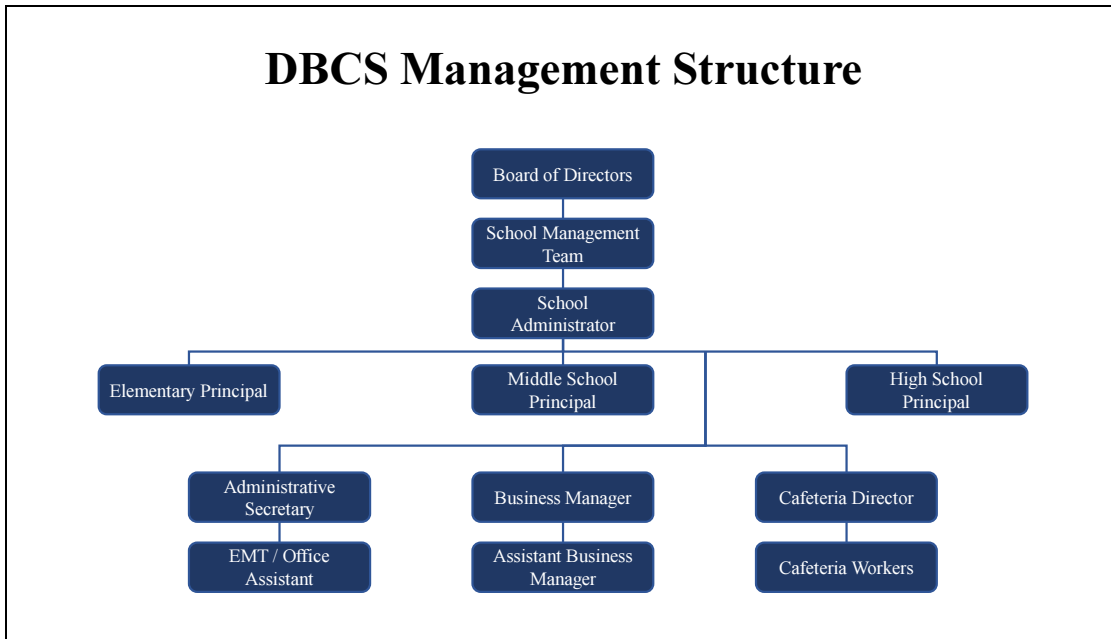 DBCS Management Structure
Board of Directors
School Management
Team
School
Administrator
Elementary Principal
Middle School
Principal
High School
Principal
Administrative
Secretary
Business Manager
Cafeteria Director
EMT / Office
Assistant
Assistant Business
Manager
Cafeteria Workers